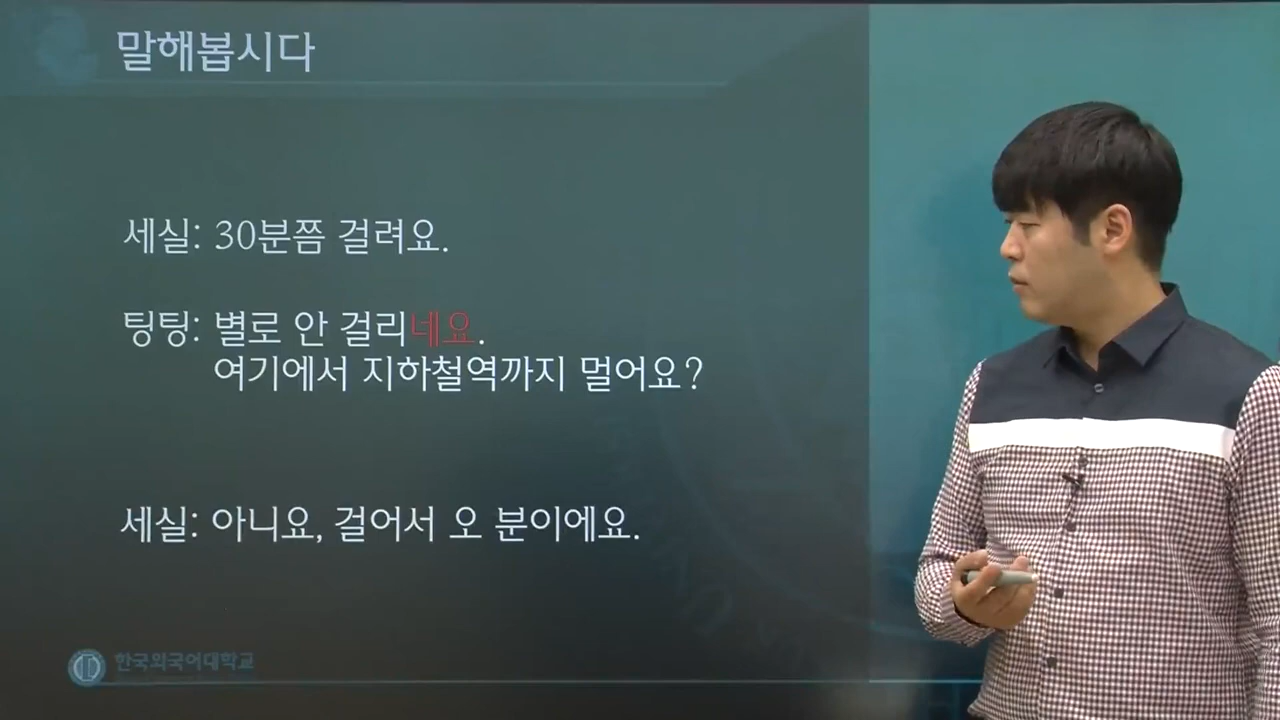 말해봅시다
세실: 30분쯤 걸려요.
팅팅: 별로 안 걸리네요.
여기에서 지하철역까지 멀어요?
세실: 아니요, 걸어서 오 분이에요.
한국외국어대학교